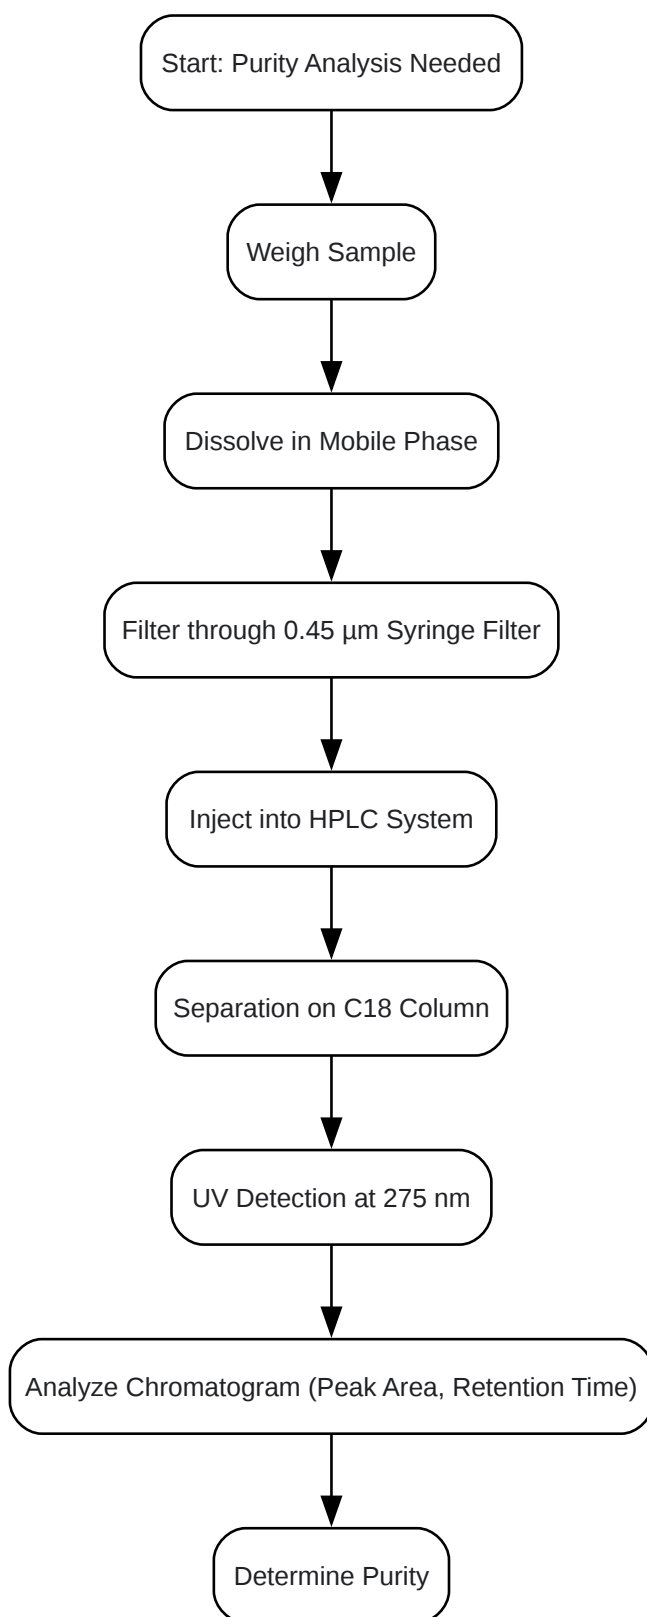 Start: Purity Analysis Needed
Weigh Sample
Dissolve in Mobile Phase
Filter through 0.45 µm Syringe Filter
Inject into HPLC System
Separation on C18 Column
UV Detection at 275 nm
Analyze Chromatogram (Peak Area, Retention Time)
Determine Purity